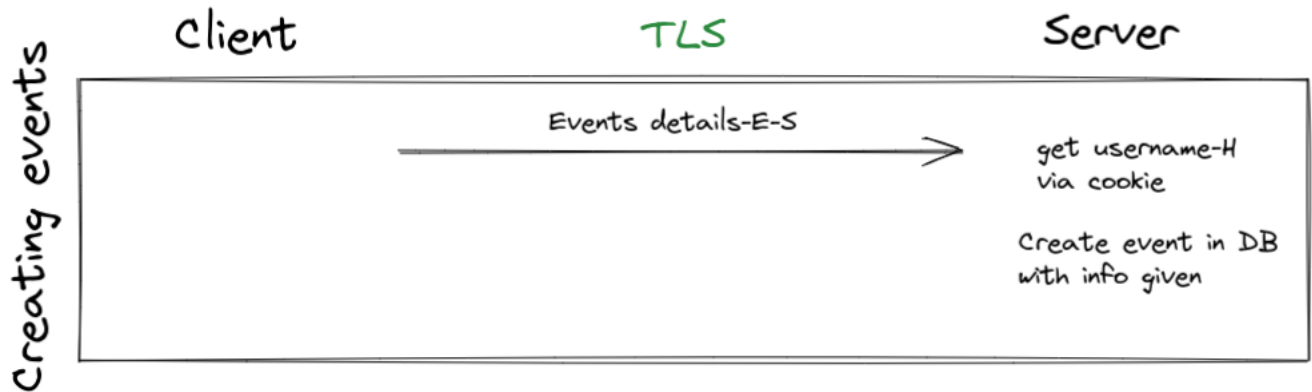 Client
TLS
Server
Creating events
Events details-E-S
get username-H
via cookie
Create event in DB
with info given